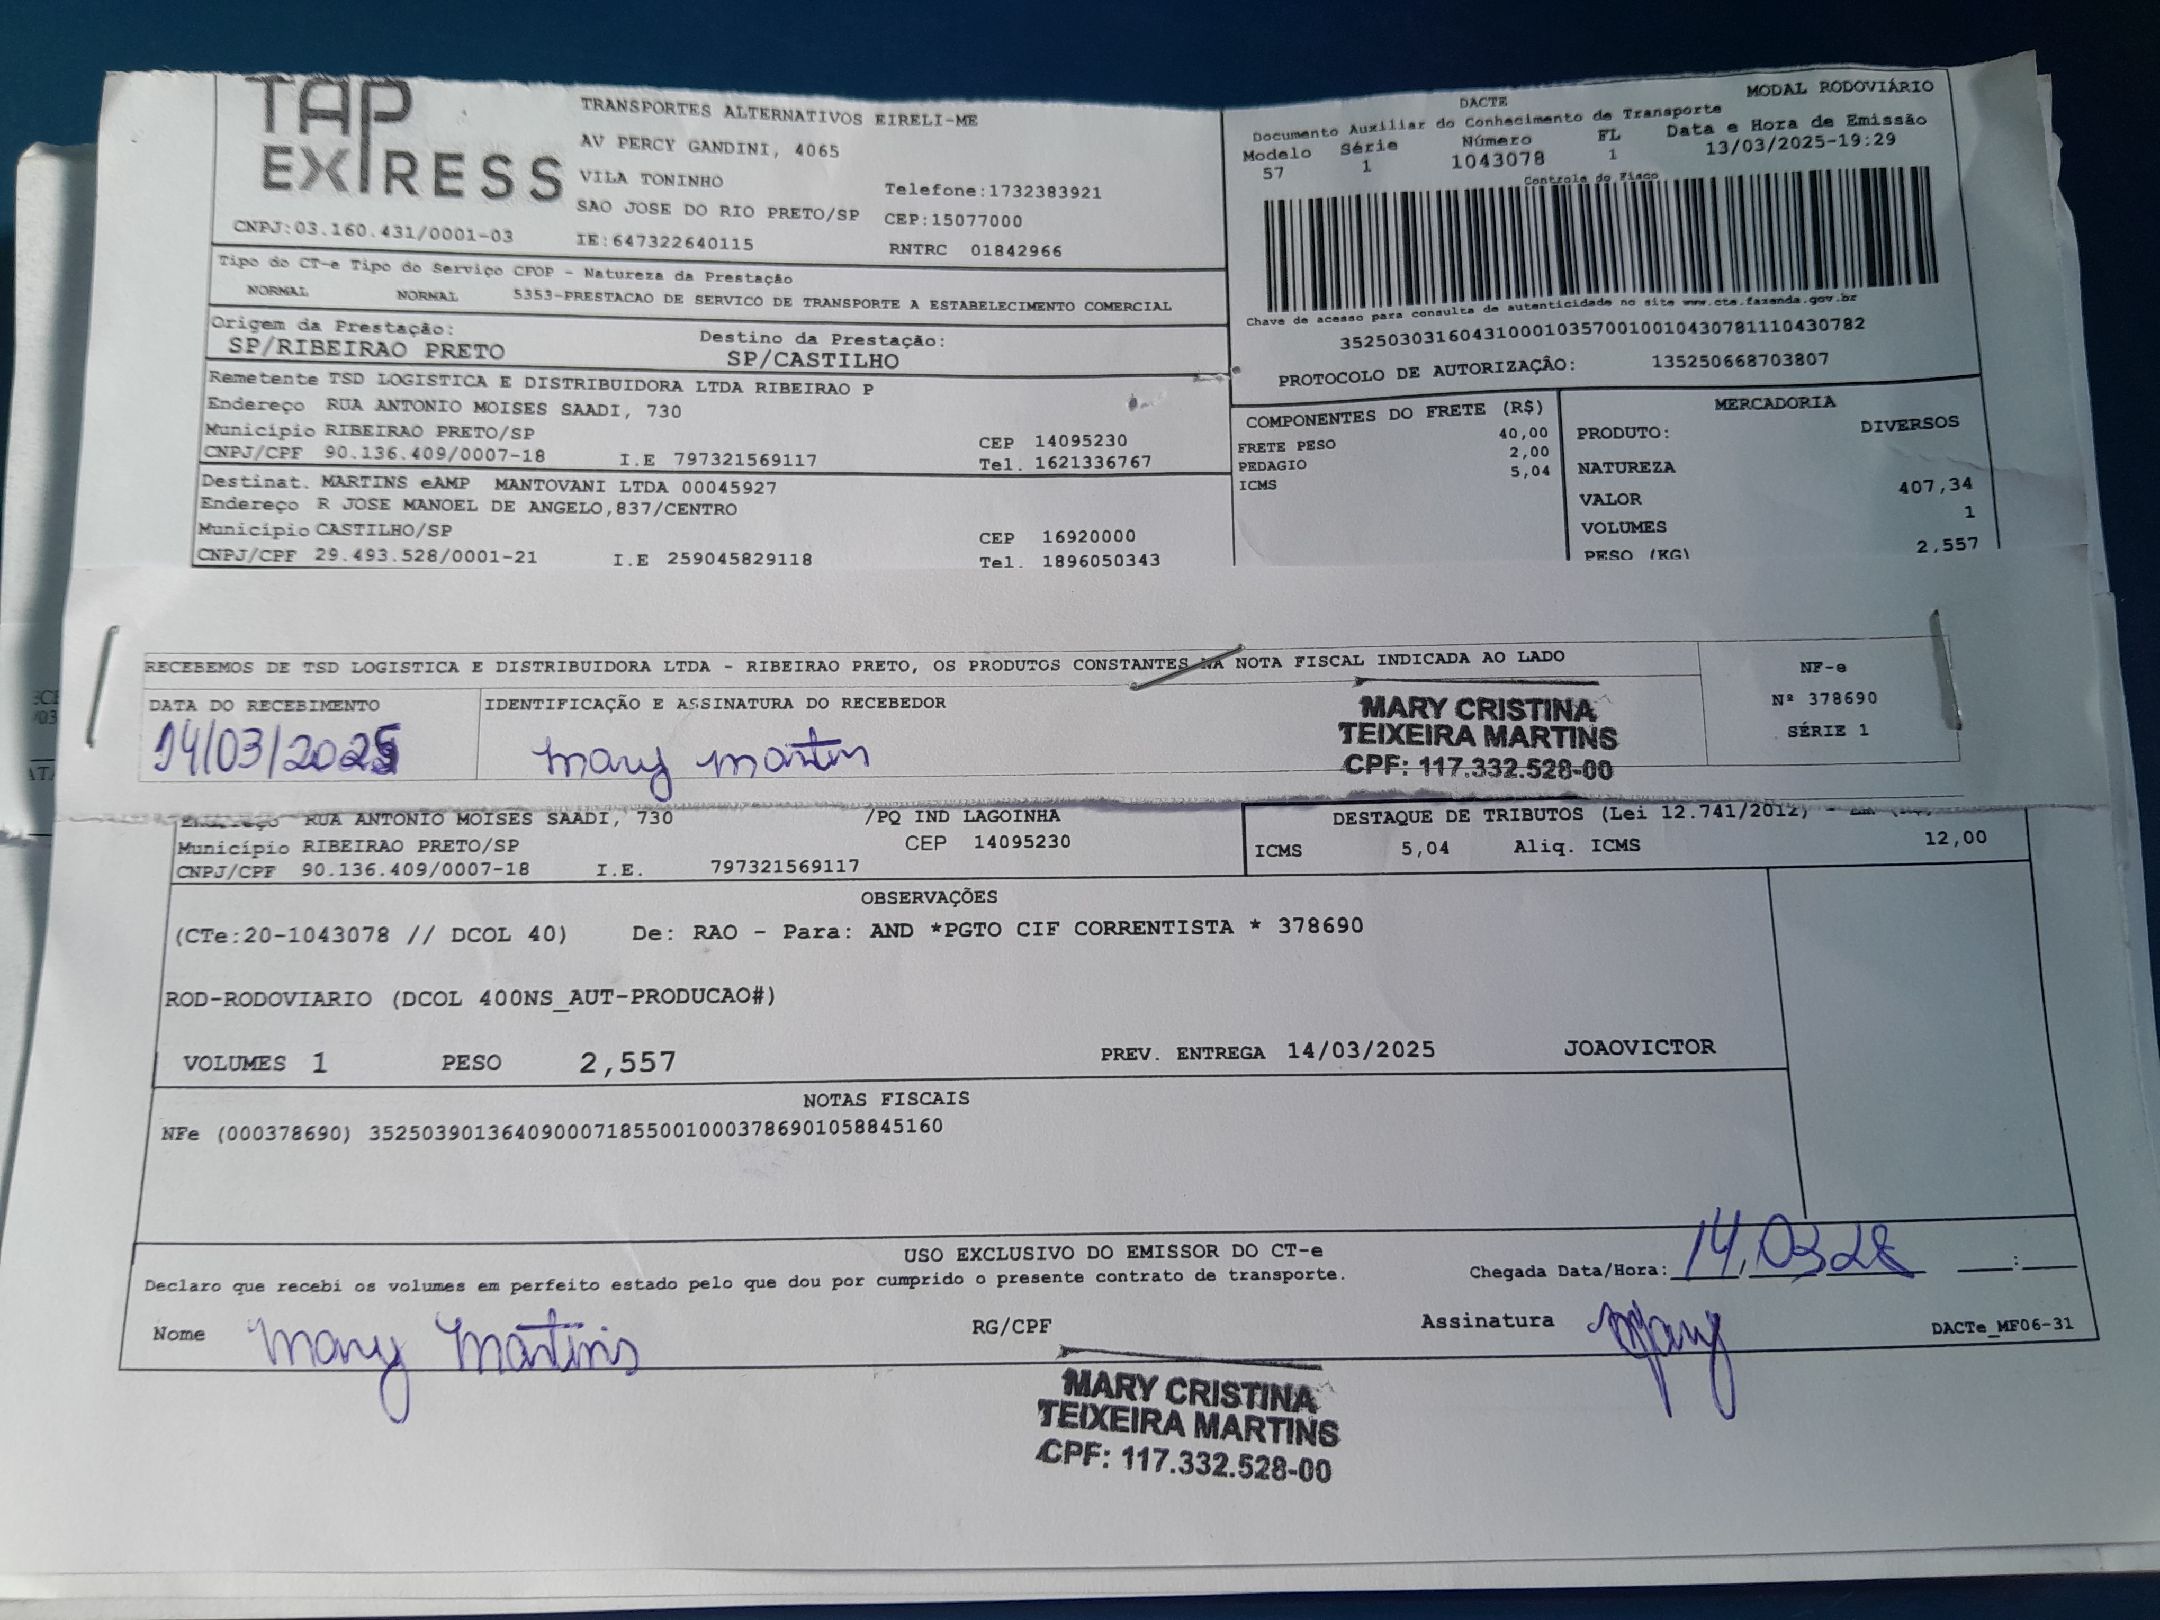 TAP
EXPRESS
TRANSPORTES ALTERNATIVOS EIRELI-ME
AV PERCY GANDINI, 4065
VILA TONINHO
Telefone:1732383921
SAO JOSE DO RIO PRETO/SP CEP:15077000
CNPJ:03.160.431/0001-03 IE:647322640115 RNTRC 01842966
DACTE MODAL RODOVIÁRIO
Documento Auxiliar do Conhecimento de Transporte
Modelo Série Número FL Data e Hora de Emissão
57 1 1043078 1 13/03/2025-19:29
Controle do Fisco
Chave de acesso para consulta de autenticidade no site www.cte.fazenda.gov.br
35250303160431000103570010010430781110430782
PROTOCOLO DE AUTORIZAÇÃO: 135250668703807
Tipo do CT-e Tipo do Serviço CFOP - Natureza da Prestação
NORMAL NORMAL 5353-PRESTACAO DE SERVICO DE TRANSPORTE A ESTABELECIMENTO COMERCIAL
Origem da Prestação: Destino da Prestação:
SP/RIBEIRAO PRETO SP/CASTILHO
Remetente TSD LOGISTICA E DISTRIBUIDORA LTDA RIBEIRAO P
Endereço RUA ANTONIO MOISES SAADI, 730
Município RIBEIRAO PRETO/SP CEP 14095230
CNPJ/CPF 90.136.409/0007-18 I.E 797321569117 Tel. 1621336767
Destinat. MARTINS eAMP MANTOVANI LTDA 00045927
Endereço R JOSE MANOEL DE ANGELO,837/CENTRO
Município CASTILHO/SP CEP 16920000
CNPJ/CPF 29.493.528/0001-21 I.E 259045829118 Tel. 1896050343
COMPONENTES DO FRETE (R$)
FRETE PESO 40,00
PEDAGIO 2,00
ICMS 5,04
MERCADORIA
PRODUTO: DIVERSOS
NATUREZA
VALOR 407,34
VOLUMES 1
PESO (KG) 2,557
RECEBEMOS DE TSD LOGISTICA E DISTRIBUIDORA LTDA - RIBEIRAO PRETO, OS PRODUTOS CONSTANTES NA NOTA FISCAL INDICADA AO LADO
DATA DO RECEBIMENTO IDENTIFICAÇÃO E ASSINATURA DO RECEBEDOR
14/03/2025 Mary Martin
MARY CRISTINA
TEIXEIRA MARTINS
CPF: 117.332.528-00
NF-e
Nº 378690
SÉRIE 1
RUA ANTONIO MOISES SAADI, 730 /PQ IND LAGOINHA
Município RIBEIRAO PRETO/SP CEP 14095230
CNPJ/CPF 90.136.409/0007-18 I.E. 797321569117
DESTAQUE DE TRIBUTOS (Lei 12.741/2012) -
ICMS 5,04 Aliq. ICMS 12,00
OBSERVAÇÕES
(CTe:20-1043078 // DCOL 40) De: RAO - Para: AND *PGTO CIF CORRENTISTA * 378690
ROD-RODOVIARIO (DCOL 400NS_AUT-PRODUCAO#)
VOLUMES 1 PESO 2,557 PREV. ENTREGA 14/03/2025 JOAOVICTOR
NOTAS FISCAIS
NFe (000378690) 35250390136409000718550010003786901058845160
USO EXCLUSIVO DO EMISSOR DO CT-e
Declaro que recebi os volumes em perfeito estado pelo que dou por cumprido o presente contrato de transporte. Chegada Data/Hora: 14,03 :
Nome Mary Martins RG/CPF Assinatura Mary DACTe_MF06-31
MARY CRISTINA
TEIXEIRA MARTINS
CPF: 117.332.528-00